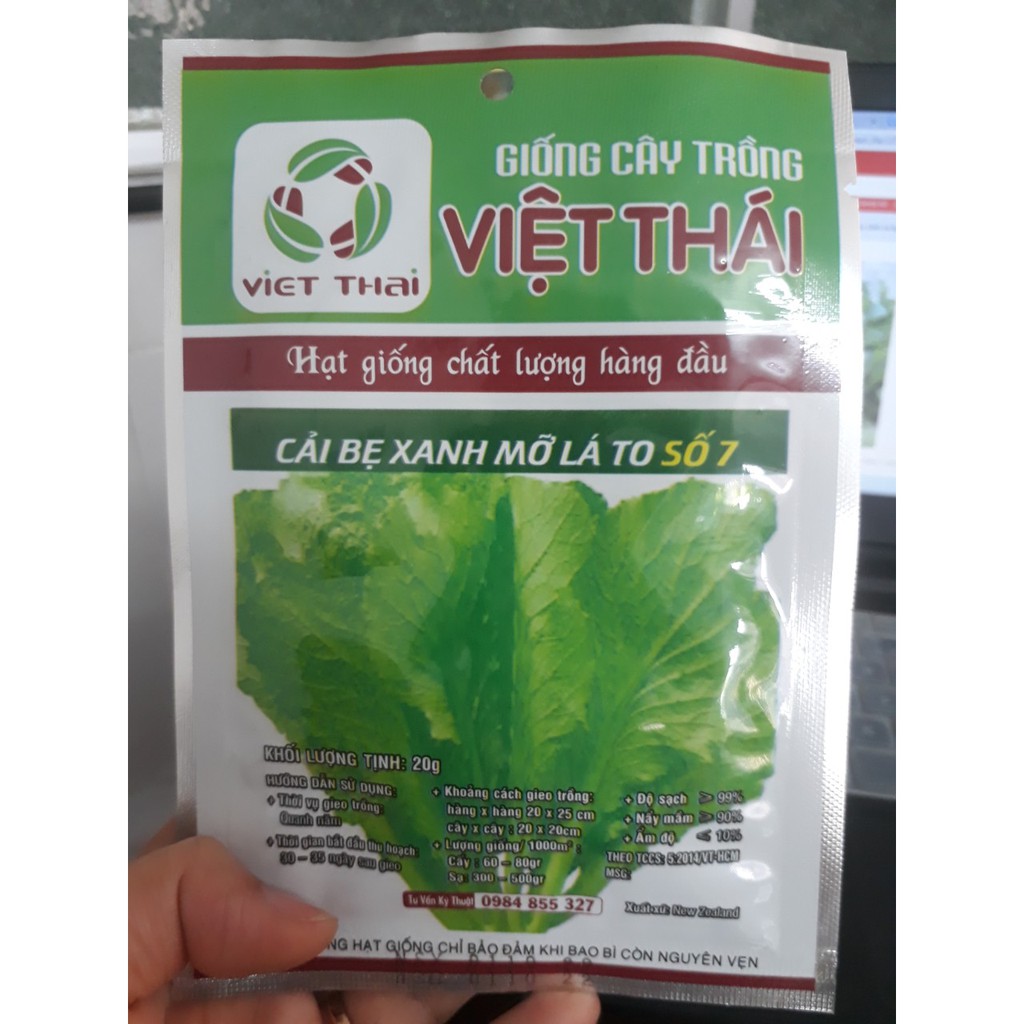 VIET THAI
GIỐNG CÂY TRỒNG
VIỆT THÁI
Hạt giống chất lượng hàng đầu
CẢI BẸ XANH MỠ LÁ TO SỐ 7
KHỐI LƯỢNG TỊNH: 20g
HƯỚNG DẪN SỬ DỤNG:
+ Thời vụ gieo trồng:
Quanh năm
+ Thời gian bắt đầu thu hoạch:
30 - 35 ngày sau gieo
+ Khoảng cách gieo trồng:
hàng x hàng 20 x 25 cm
cây x cây : 20 x 20cm
+ Lượng giống/ 1000m² :
Cấy : 60 - 80gr
Sạ: 300 - 500gr
+ Độ sạch ≥ 99%
+ Nẩy mầm ≥ 90%
+ Ẩm độ ≤ 10%
THEO TCCS: 5:2014/VT-HCM
MSG:
Tư Vấn Kỹ Thuật 0984 855 327
Xuất xứ: New Zealand
HẠT GIỐNG CHỈ BẢO ĐẢM KHI BAO BÌ CÒN NGUYÊN VẸN